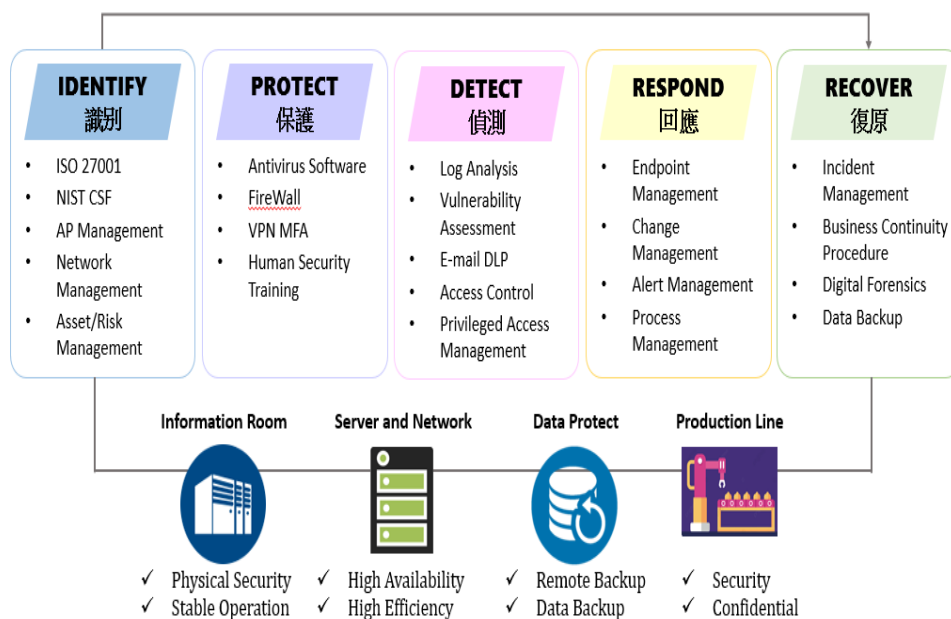 IDENTIFY
識別
ISO 27001
NIST CSF
AP Management
Network
Management
Asset/Risk
Management
PROTECT
保護
Antivirus Software
FireWall
VPN MFA
Human Security
Training
DETECT
偵測
Log Analysis
Vulnerability
Assessment
E-mail DLP
Access Control
Privileged Access
Management
RESPOND
回應
Endpoint
Management
Change
Management
Alert Management
Process
Management
RECOVER
復原
Incident
Management
Business Continuity
Procedure
Digital Forensics
Data Backup
Information Room
✓ Physical Security
✓ Stable Operation
Server and Network
✓ High Availability
✓ High Efficiency
Data Protect
✓ Remote Backup
✓ Data Backup
Production Line
✓ Security
✓ Confidential